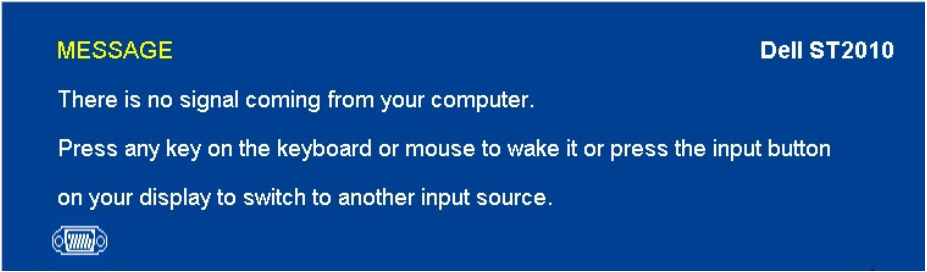 MESSAGE Dell ST2010
There is no signal coming from your computer.
Press any key on the keyboard or mouse to wake it or press the input button
on your display to switch to another input source.